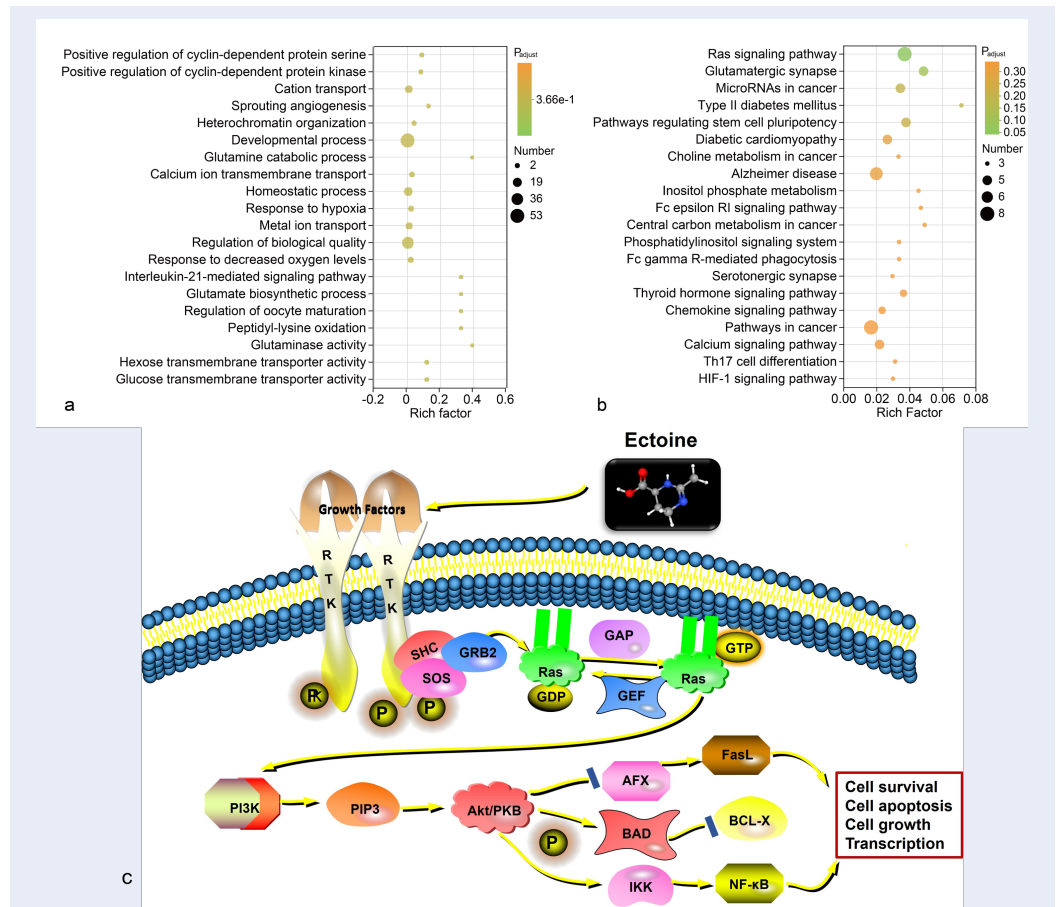 Positive regulation of cyclin-dependent protein serine
Positive regulation of cyclin-dependent protein kinase
Cation transport
Sprouting angiogenesis
Heterochromatin organization
Developmental process
Glutamine catabolic process
Calcium ion transmembrane transport
Homeostatic process
Response to hypoxia
Metal ion transport
Regulation of biological quality
Response to decreased oxygen levels
Interleukin-21-mediated signaling pathway
Glutamate biosynthetic process
Regulation of oocyte maturation
Peptidyl-lysine oxidation
Glutaminase activity
Hexose transmembrane transporter activity
Glucose transmembrane transporter activity
-0.2 0 0.2 0.4 0.6
Rich factor
a
Padjust
3.66e-1
Number
2
19
36
53
Ras signaling pathway
Glutamatergic synapse
MicroRNAs in cancer
Type II diabetes mellitus
Pathways regulating stem cell pluripotency
Diabetic cardiomyopathy
Choline metabolism in cancer
Alzheimer disease
Inositol phosphate metabolism
Fc epsilon RI signaling pathway
Central carbon metabolism in cancer
Phosphatidylinositol signaling system
Fc gamma R-mediated phagocytosis
Serotonergic synapse
Thyroid hormone signaling pathway
Chemokine signaling pathway
Pathways in cancer
Calcium signaling pathway
Th17 cell differentiation
HIF-1 signaling pathway
0.00 0.02 0.04 0.06 0.08
Rich Factor
b
Padjust
0.30
0.25
0.20
0.15
0.10
0.05
Number
3
5
6
8
Ectoine
Growth Factors
R
T
K
R
T
K
SHC
GRB2
SOS
Ras
GDP
GAP
GEF
Ras
GTP
P
P
PI3K
PIP3
Akt/PKB
P
AFX
FasL
BAD
BCL-X
IKK
NF-κB
Cell survival
Cell apoptosis
Cell growth
Transcription
c